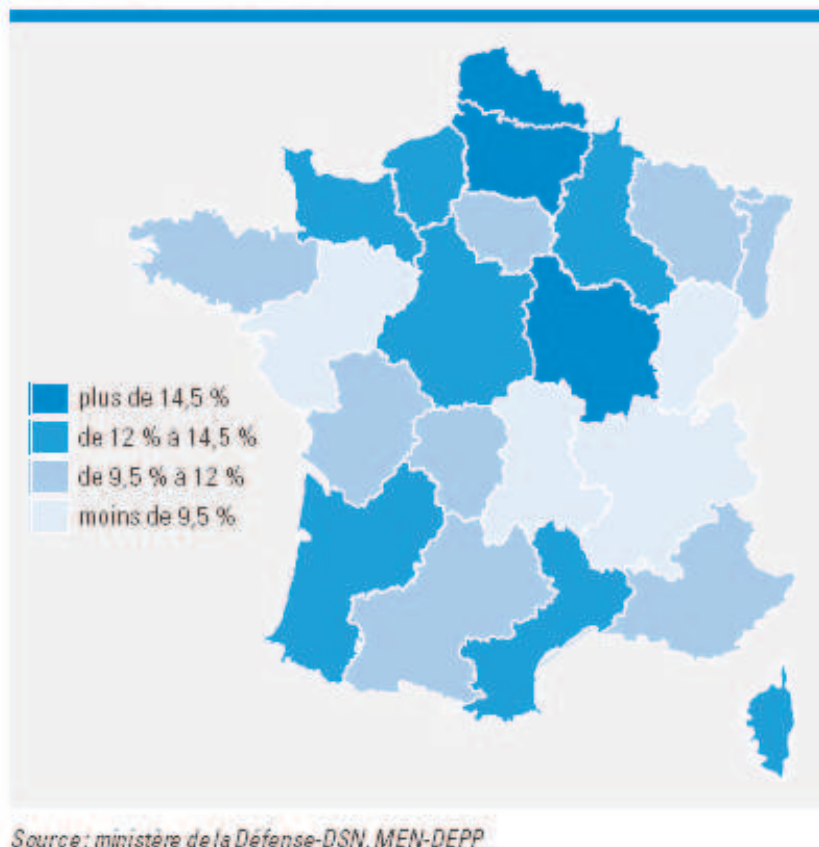 plus de 14,5 %
de 12 % à 14,5 %
de 9,5 % à 12 %
moins de 9,5 %
Source : ministère de la Défense-DSN, MEN-DEPP